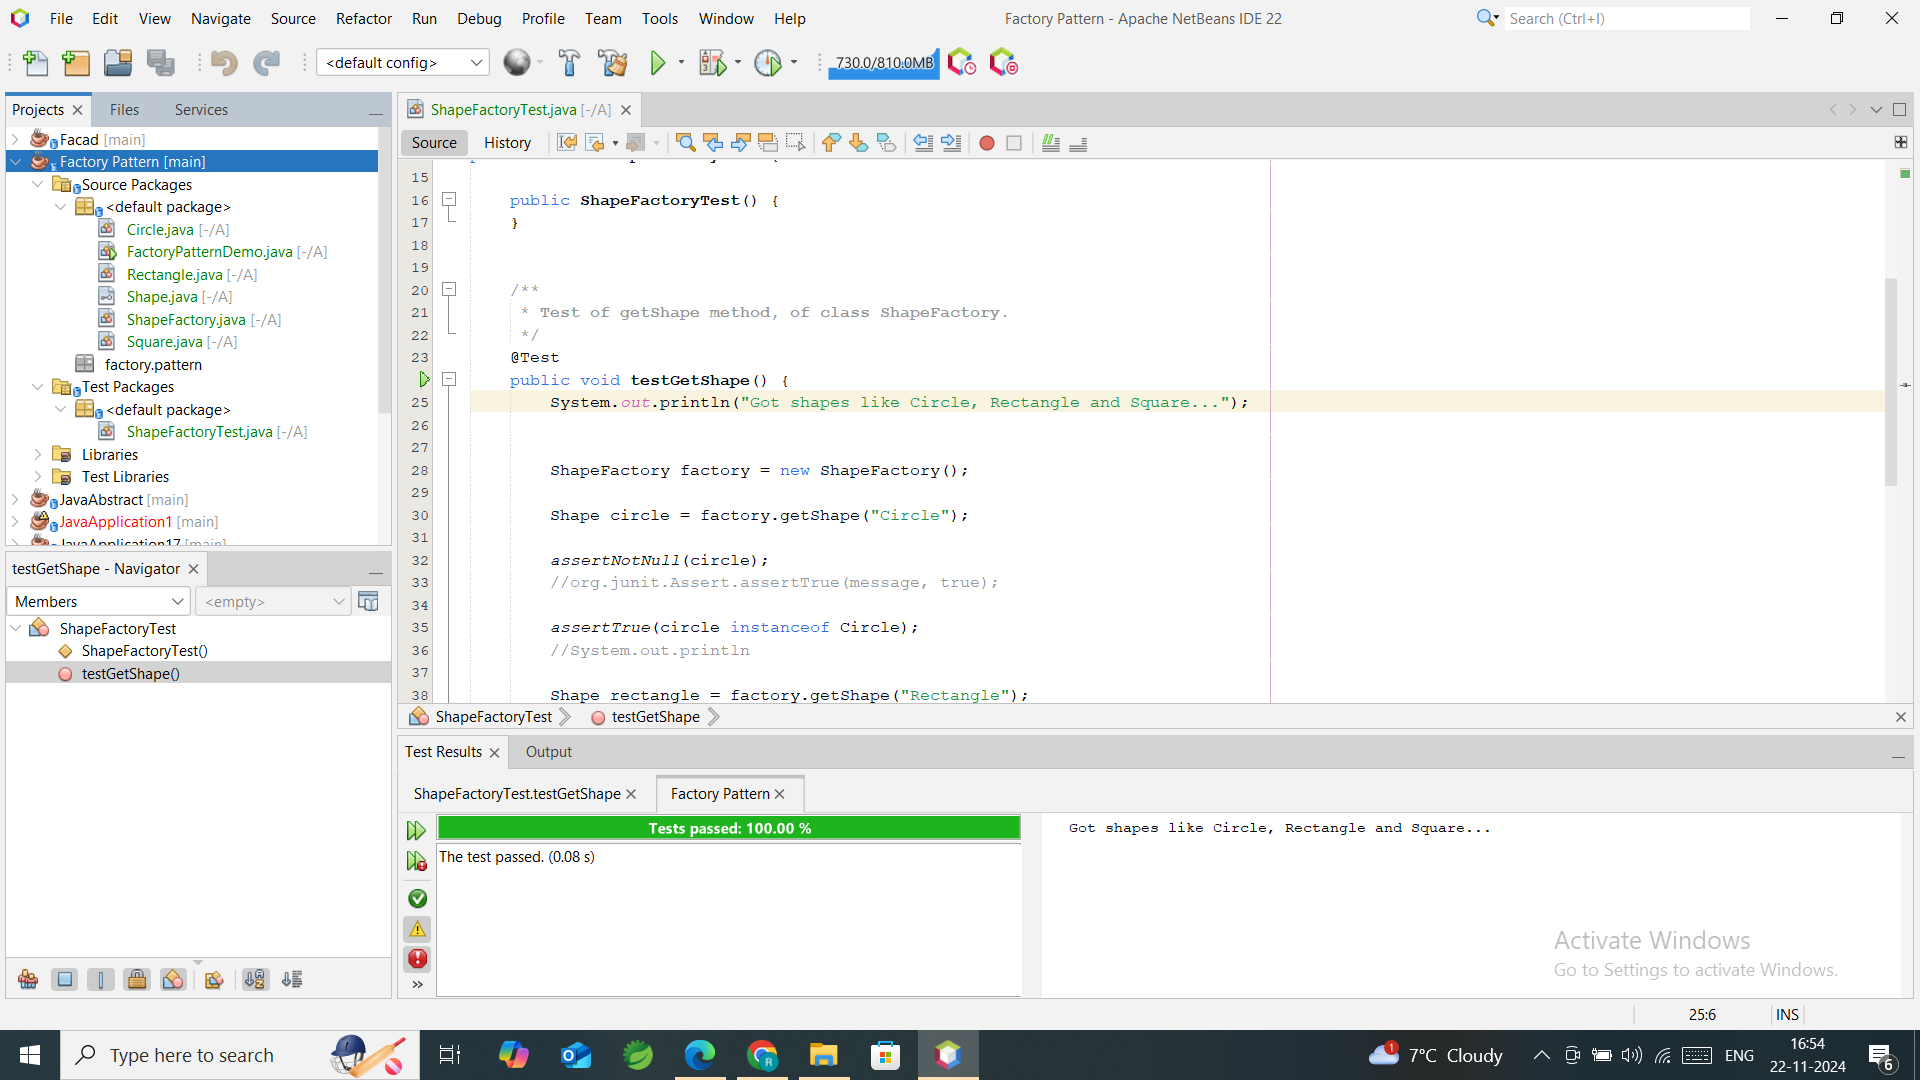 File Edit View Navigate Source Refactor Run Debug Profile Team Tools Window Help
Factory Pattern - Apache NetBeans IDE 22
Search (Ctrl+I)
<default config>
730.0/810.0MB
Projects
Files
Services
Facad [main]
Factory Pattern [main]
Source Packages
<default package>
Circle.java [-/A]
FactoryPatternDemo.java [-/A]
Rectangle.java [-/A]
Shape.java [-/A]
ShapeFactory.java [-/A]
Square.java [-/A]
factory.pattern
Test Packages
<default package>
ShapeFactoryTest.java [-/A]
Libraries
Test Libraries
JavaAbstract [main]
JavaApplication1 [main]
JavaApplication17 [main]
testGetShape - Navigator
Members
<empty>
ShapeFactoryTest
ShapeFactoryTest()
testGetShape()
ShapeFactoryTest.java [-/A]
Source
History
15
16 public ShapeFactoryTest() {
17 }
18
19
20 /**
21 * Test of getShape method, of class ShapeFactory.
22 */
23 @Test
public void testGetShape() {
25 System.out.println("Got shapes like Circle, Rectangle and Square...");
26
27
28 ShapeFactory factory = new ShapeFactory();
29
30 Shape circle = factory.getShape("Circle");
31
32 assertNotNull(circle);
33 //org.junit.Assert.assertTrue(message, true);
34
35 assertTrue(circle instanceof Circle);
36 //System.out.println
37
38 Shape rectangle = factory.getShape("Rectangle");
ShapeFactoryTest
testGetShape
Test Results
Output
ShapeFactoryTest.testGetShape
Factory Pattern
Tests passed: 100.00 %
The test passed. (0.08 s)
Got shapes like Circle, Rectangle and Square...
Activate Windows
Go to Settings to activate Windows.
25:6
INS
Type here to search
1
7°C Cloudy
ENG
16:54
22-11-2024
6